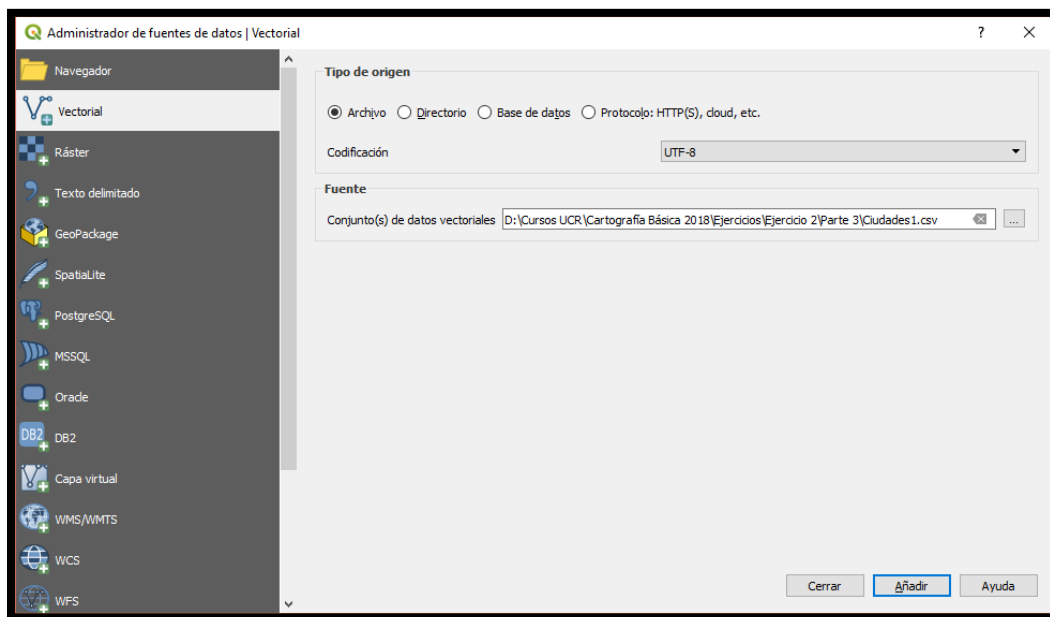 Administrador de fuentes de datos | Vectorial
?
Navegador
Vectorial
Ráster
Texto delimitado
GeoPackage
SpatiaLite
PostgreSQL
MSSQL
Oracle
DB2 DB2
Capa virtual
WMS/WMTS
WCS
WFS
Tipo de origen
Archivo Directorio Base de datos Protocolo: HTTP(S), cloud, etc.
Codificación UTF-8
Fuente
Conjunto(s) de datos vectoriales D:\Cursos UCR\Cartografía Básica 2018\Ejercicios\Ejercicio 2\Parte 3\Ciudades1.csv ...
Cerrar Añadir Ayuda